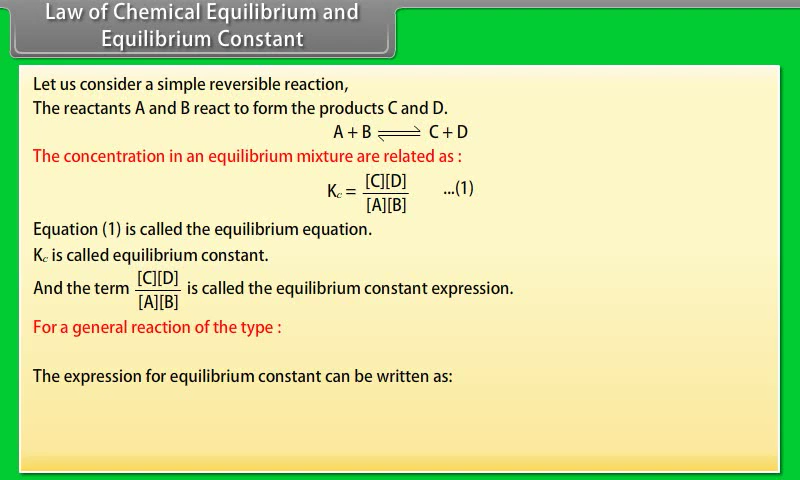 Law of Chemical Equilibrium and
Equilibrium Constant
Let us consider a simple reversible reaction,
The reactants A and B react to form the products C and D.
A + B ⇌ C + D
The concentration in an equilibrium mixture are related as :
K𝒸 = [C][D] / [A][B] ...(1)
Equation (1) is called the equilibrium equation.
K𝒸 is called equilibrium constant.
And the term [C][D] / [A][B] is called the equilibrium constant expression.
For a general reaction of the type :
The expression for equilibrium constant can be written as: